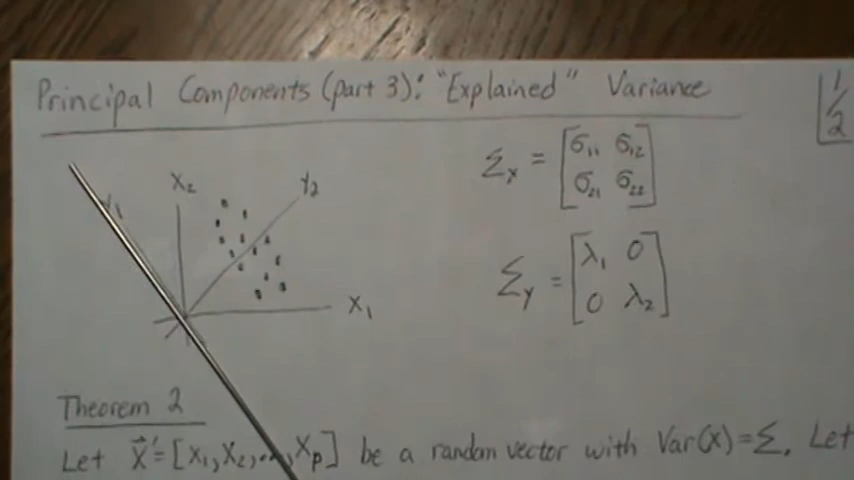 Principal Components (part 3): "Explained" Variance
1/2
Σx = [σ11 σ12
σ21 σ22]
X2
Y1
Y2
X1
Σy = [λ1 0
0 λ2]
Theorem 2
Let X⃗' = [X1, X2, ..., Xp] be a random vector with Var(X) = Σ. Let